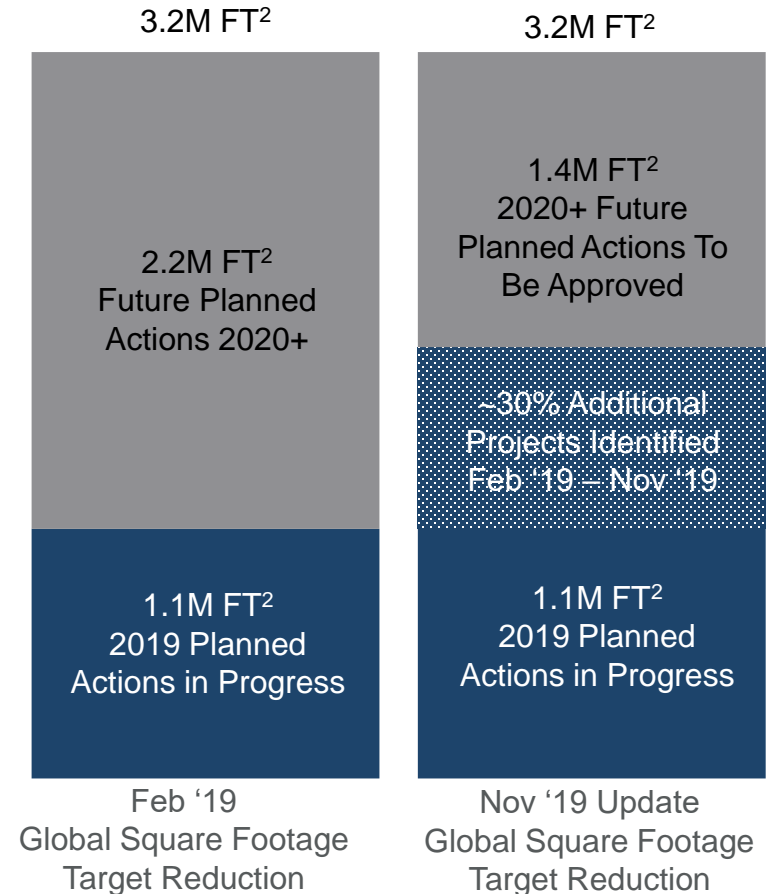 3.2M FT²
2.2M FT²
Future Planned
Actions 2020+
1.1M FT²
2019 Planned
Actions in Progress
Feb ‘19
Global Square Footage
Target Reduction
3.2M FT²
1.4M FT²
2020+ Future
Planned Actions To
Be Approved
~30% Additional
Projects Identified
Feb ‘19 – Nov ‘19
1.1M FT²
2019 Planned
Actions in Progress
Nov ‘19 Update
Global Square Footage
Target Reduction